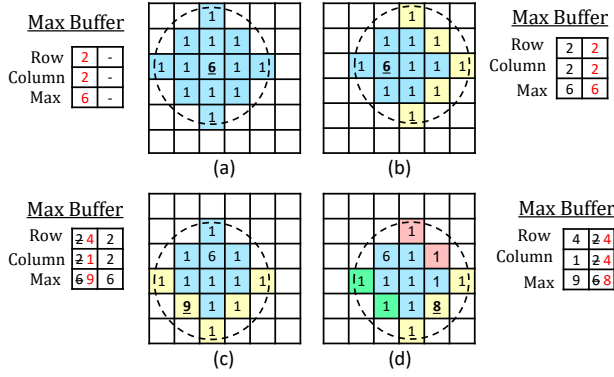 Max Buffer
Row 2 -
Column 2 -
Max 6 -
1
1 1 1
1 1 6 1 1
1 1 1
1
(a)
1
1 1 1
1 6 1 1 1
1 1 1
1
(b)
Max Buffer
Row 2 2
Column 2 2
Max 6 6
Max Buffer
Row 2 4 2
Column 2 1 2
Max 6 9 6
1
1 6 1
1 1 1 1 1
9 1 1
1
(c)
1
6 1 1
1 1 1 1 1
1 1 8
1
(d)
Max Buffer
Row 4 2 4
Column 1 2 4
Max 9 6 8